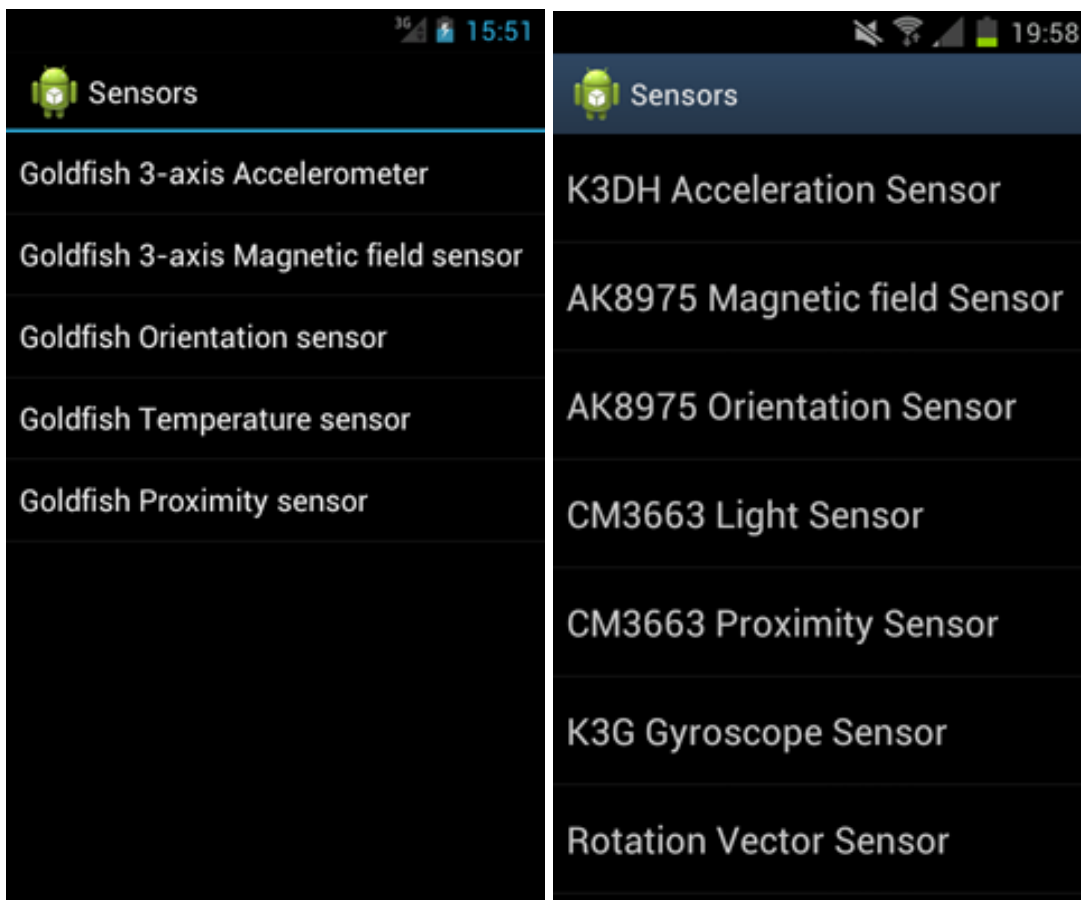 3G 15:51
Sensors
Goldfish 3-axis Accelerometer
Goldfish 3-axis Magnetic field sensor
Goldfish Orientation sensor
Goldfish Temperature sensor
Goldfish Proximity sensor
19:58
Sensors
K3DH Acceleration Sensor
AK8975 Magnetic field Sensor
AK8975 Orientation Sensor
CM3663 Light Sensor
CM3663 Proximity Sensor
K3G Gyroscope Sensor
Rotation Vector Sensor